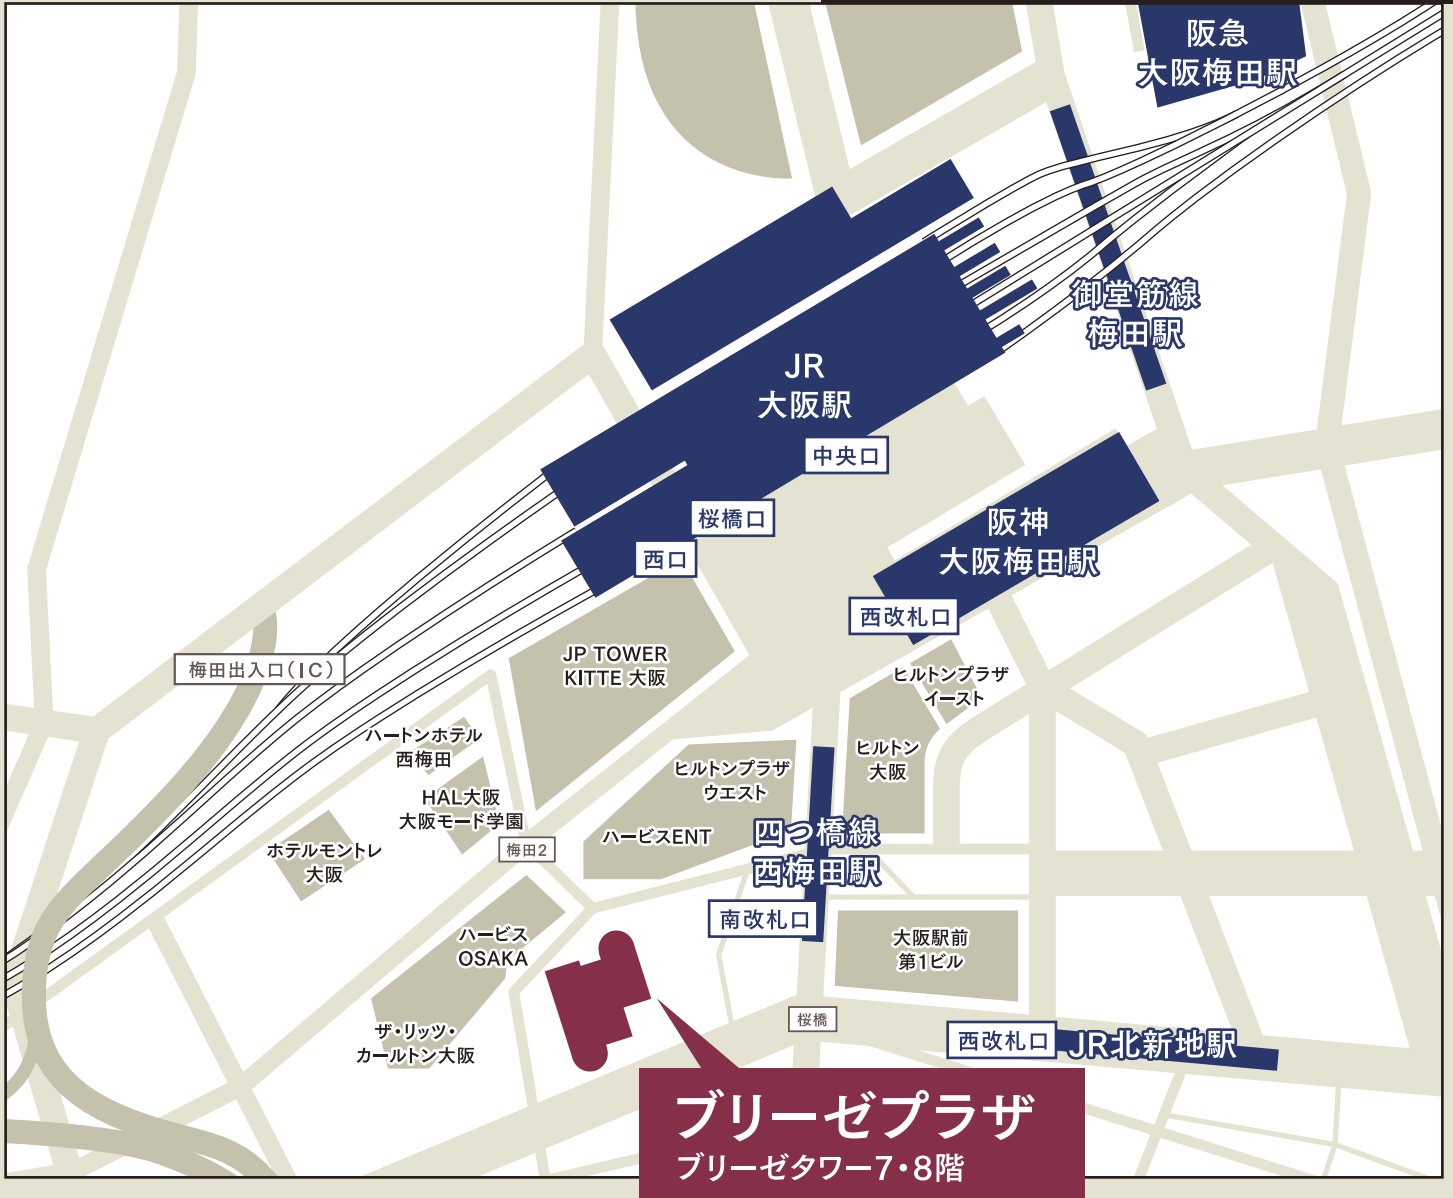 阪急
大阪梅田駅
御堂筋線
梅田駅
JR
大阪駅
中央口
桜橋口
西口
阪神
大阪梅田駅
西改札口
梅田出入口(IC)
JP TOWER
KITTE 大阪
ヒルトンプラザ
イースト
ハートンホテル
西梅田
ヒルトン
大阪
ヒルトンプラザ
ウエスト
HAL大阪
大阪モード学園
ハービスENT
四つ橋線
西梅田駅
梅田2
ホテルモントレ
大阪
南改札口
ハービス
OSAKA
大阪駅前
第1ビル
桜橋
ザ・リッツ・
カールトン大阪
西改札口
JR北新地駅
ブリーゼプラザ
ブリーゼタワー7・8階